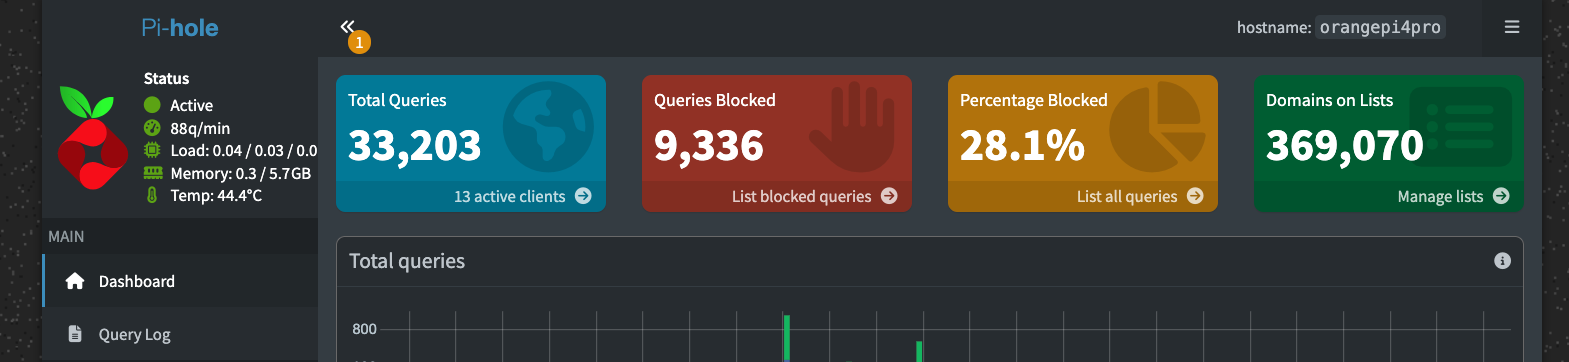 Pi-hole
1
hostname: orangepi4pro
Status
Active
88q/min
Load: 0.04 / 0.03 / 0.0
Memory: 0.3 / 5.7GB
Temp: 44.4°C
MAIN
Dashboard
Query Log
Total Queries
33,203
13 active clients
Queries Blocked
9,336
List blocked queries
Percentage Blocked
28.1%
List all queries
Domains on Lists
369,070
Manage lists
Total queries
800